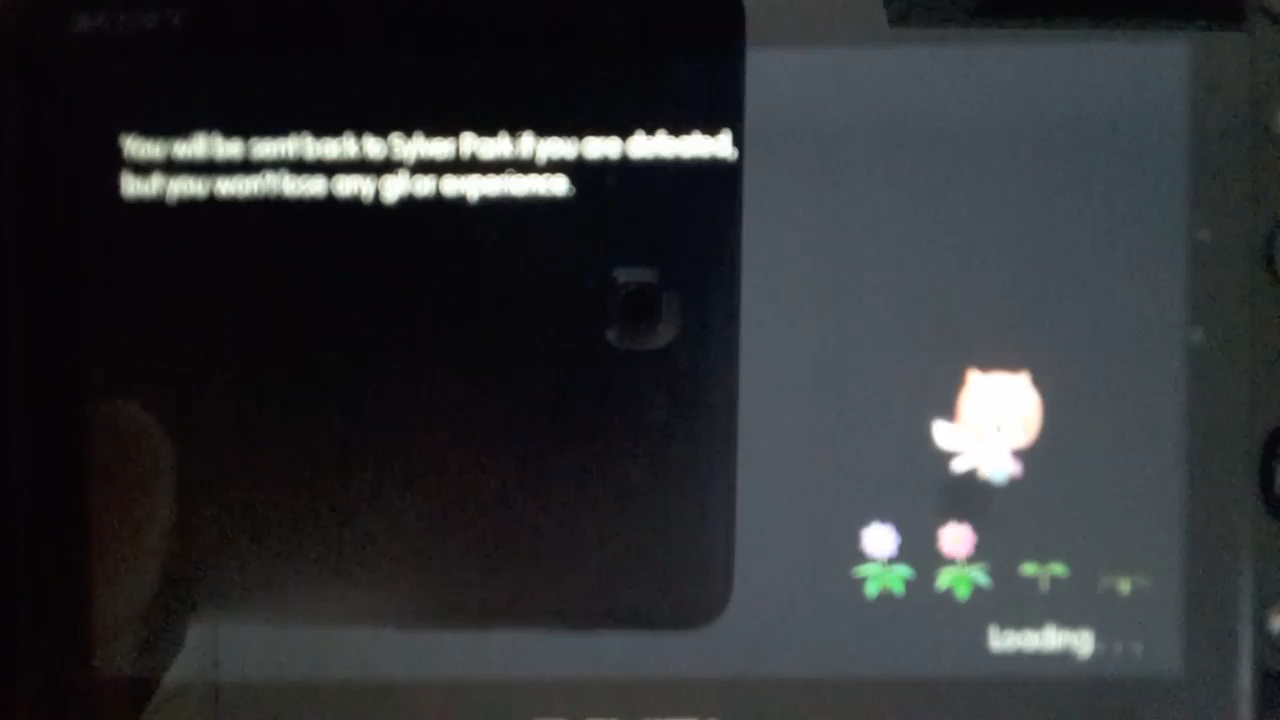 You will be sent back to Sylver Park if you are defeated,
but you won't lose any gil or experience.
Loading...